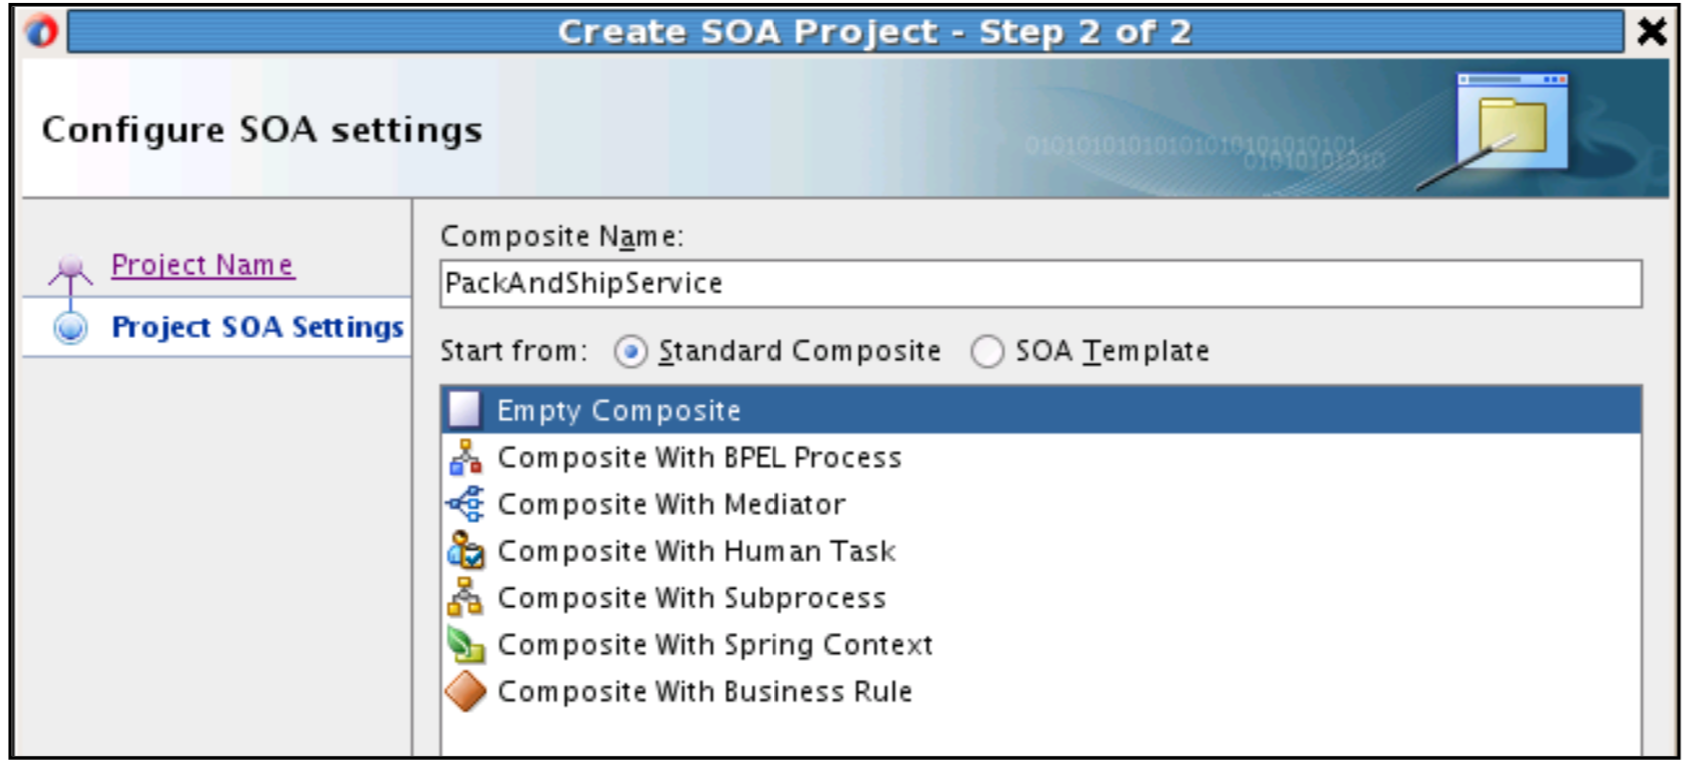 Create SOA Project - Step 2 of 2
Configure SOA settings
Project Name
Project SOA Settings
Composite Name:
PackAndShipService
Start from: Standard Composite SOA Template
Empty Composite
Composite With BPEL Process
Composite With Mediator
Composite With Human Task
Composite With Subprocess
Composite With Spring Context
Composite With Business Rule